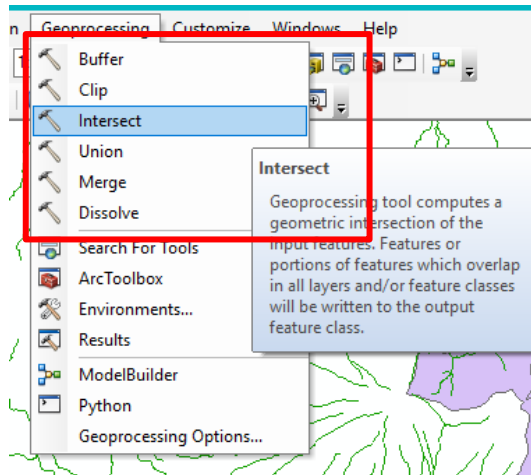 n Geoprocessing Customize Windows Help
Buffer
Clip
Intersect
Union
Merge
Dissolve
Search For Tools
ArcToolbox
Environments...
Results
ModelBuilder
Python
Geoprocessing Options...
Intersect
Geoprocessing tool computes a
geometric intersection of the
input features. Features or
portions of features which overlap
in all layers and/or feature classes
will be written to the output
feature class.